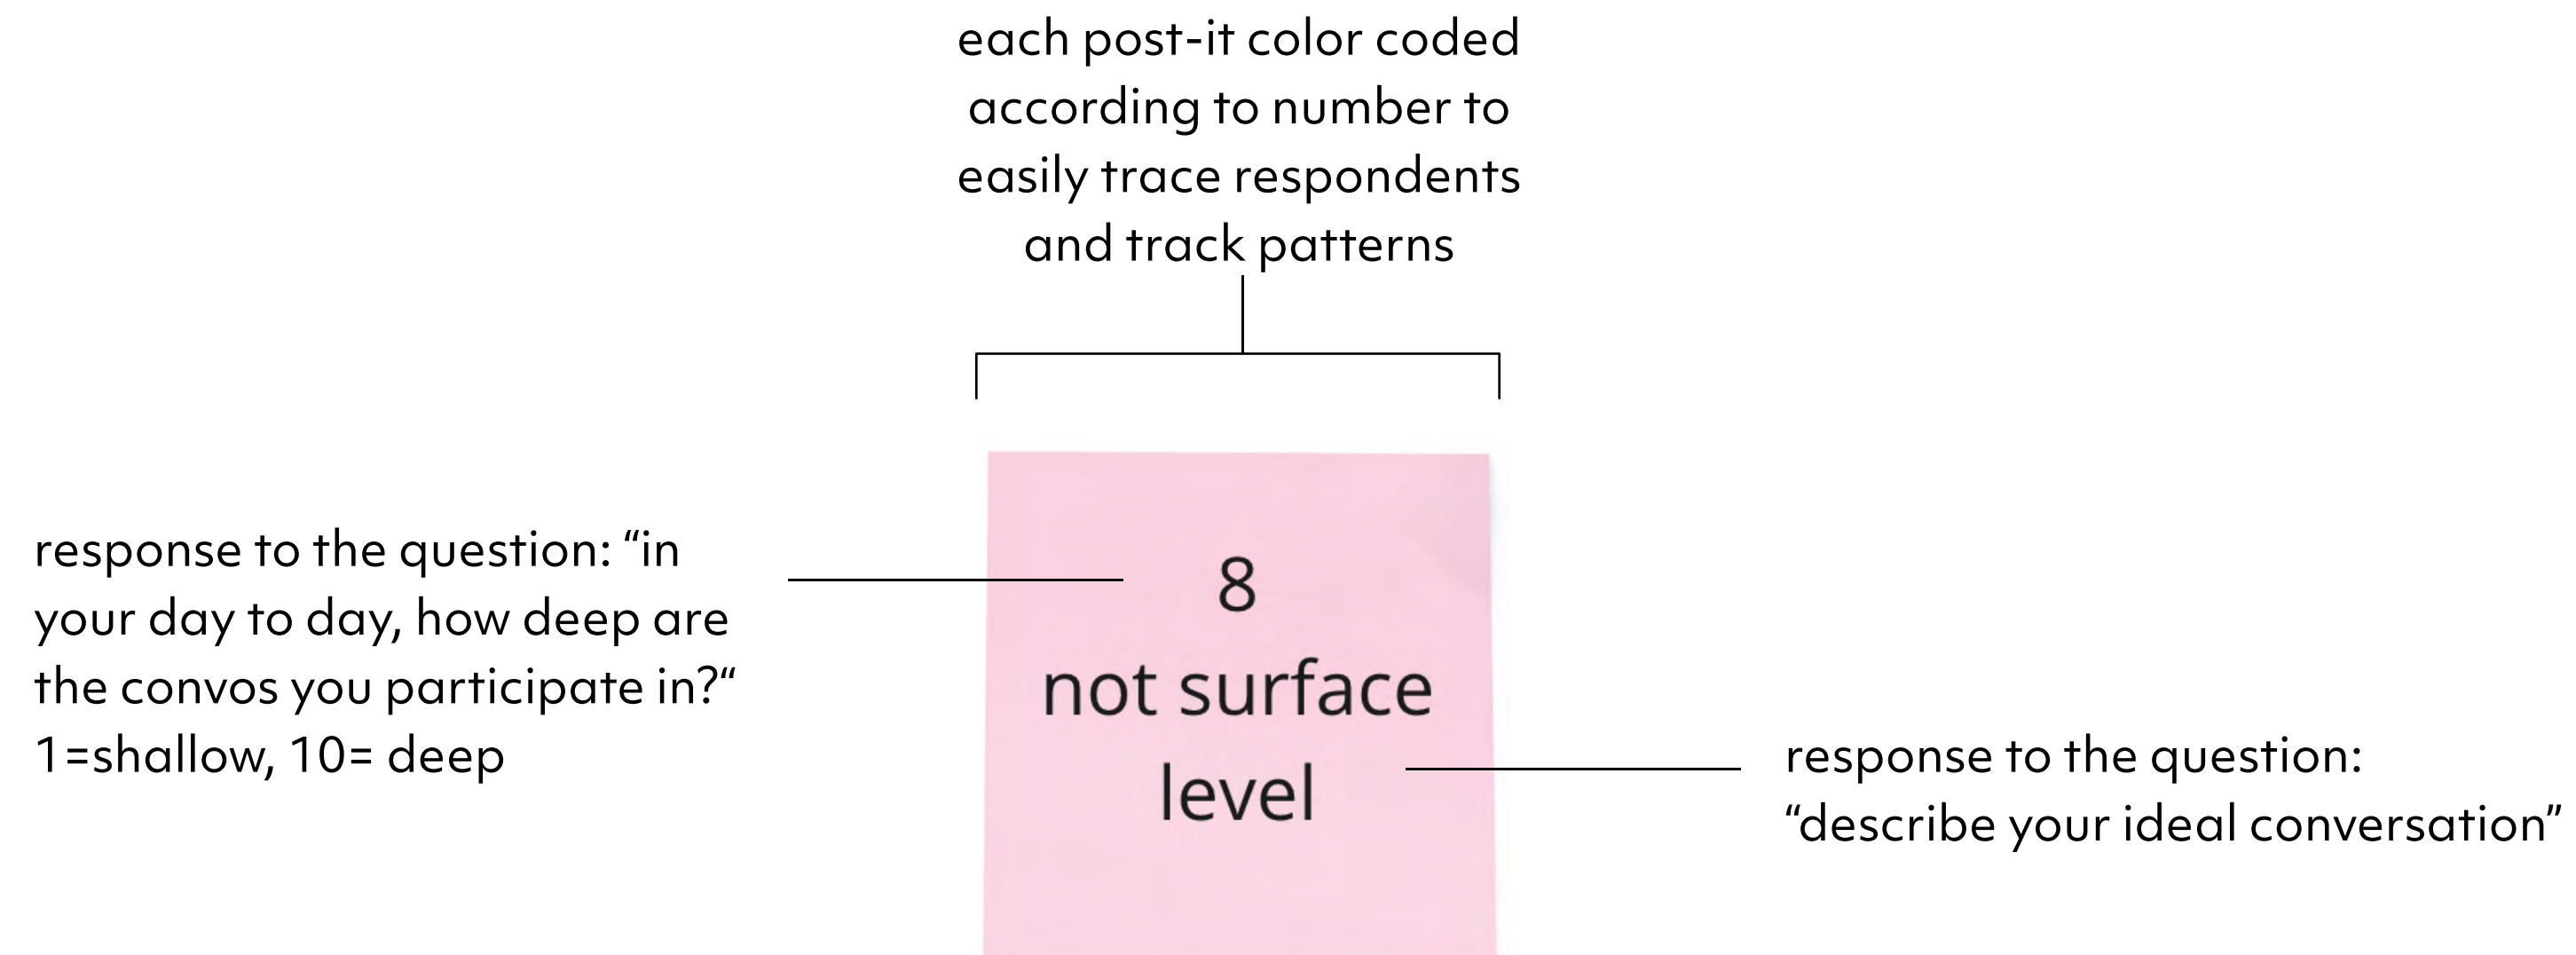 each post-it color coded
according to number to
easily trace respondents
and track patterns
response to the question: “in
your day to day, how deep are
the convos you participate in?“
1=shallow, 10= deep
8
not surface
level
response to the question:
“describe your ideal conversation”